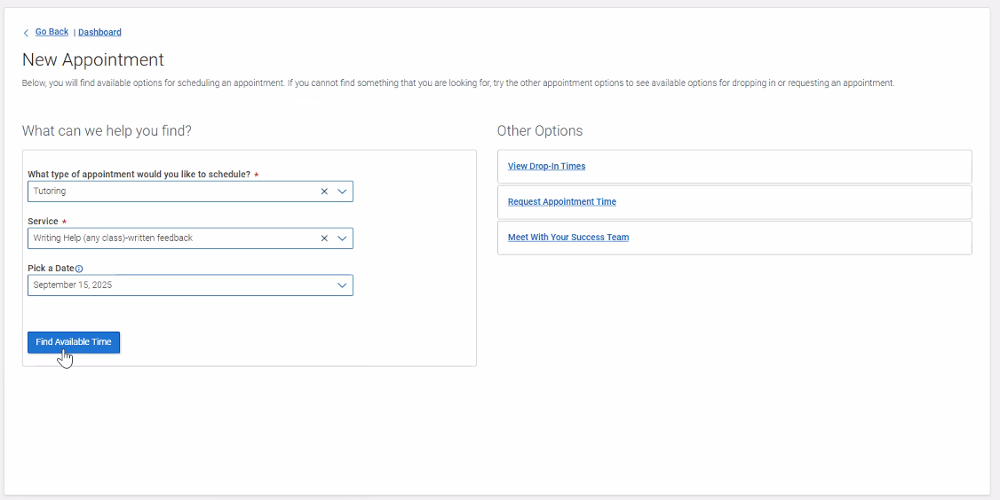 Go Back | Dashboard
New Appointment
Below, you will find available options for scheduling an appointment. If you cannot find something that you are looking for, try the other appointment options to see available options for dropping in or requesting an appointment.
What can we help you find?
What type of appointment would you like to schedule? *
Tutoring
Service *
Writing Help (any class)-written feedback
Pick a Date
September 15, 2025
Find Available Time
Other Options
View Drop-In Times
Request Appointment Time
Meet With Your Success Team